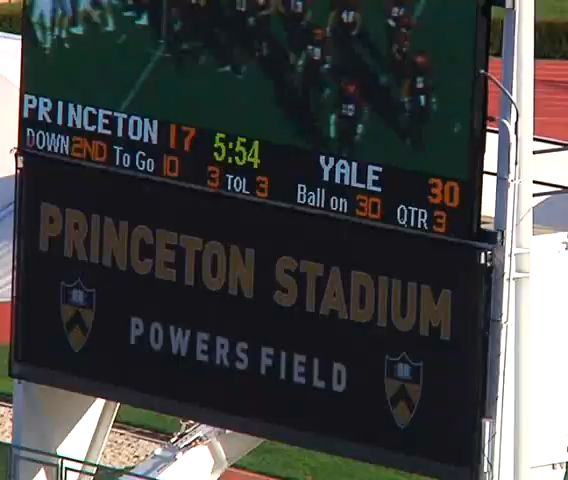 PRINCETON 17 5:54 YALE 30
DOWN 2ND To Go 10 3 TOL 3 Ball on 30 QTR 3
PRINCETON STADIUM
POWERS FIELD